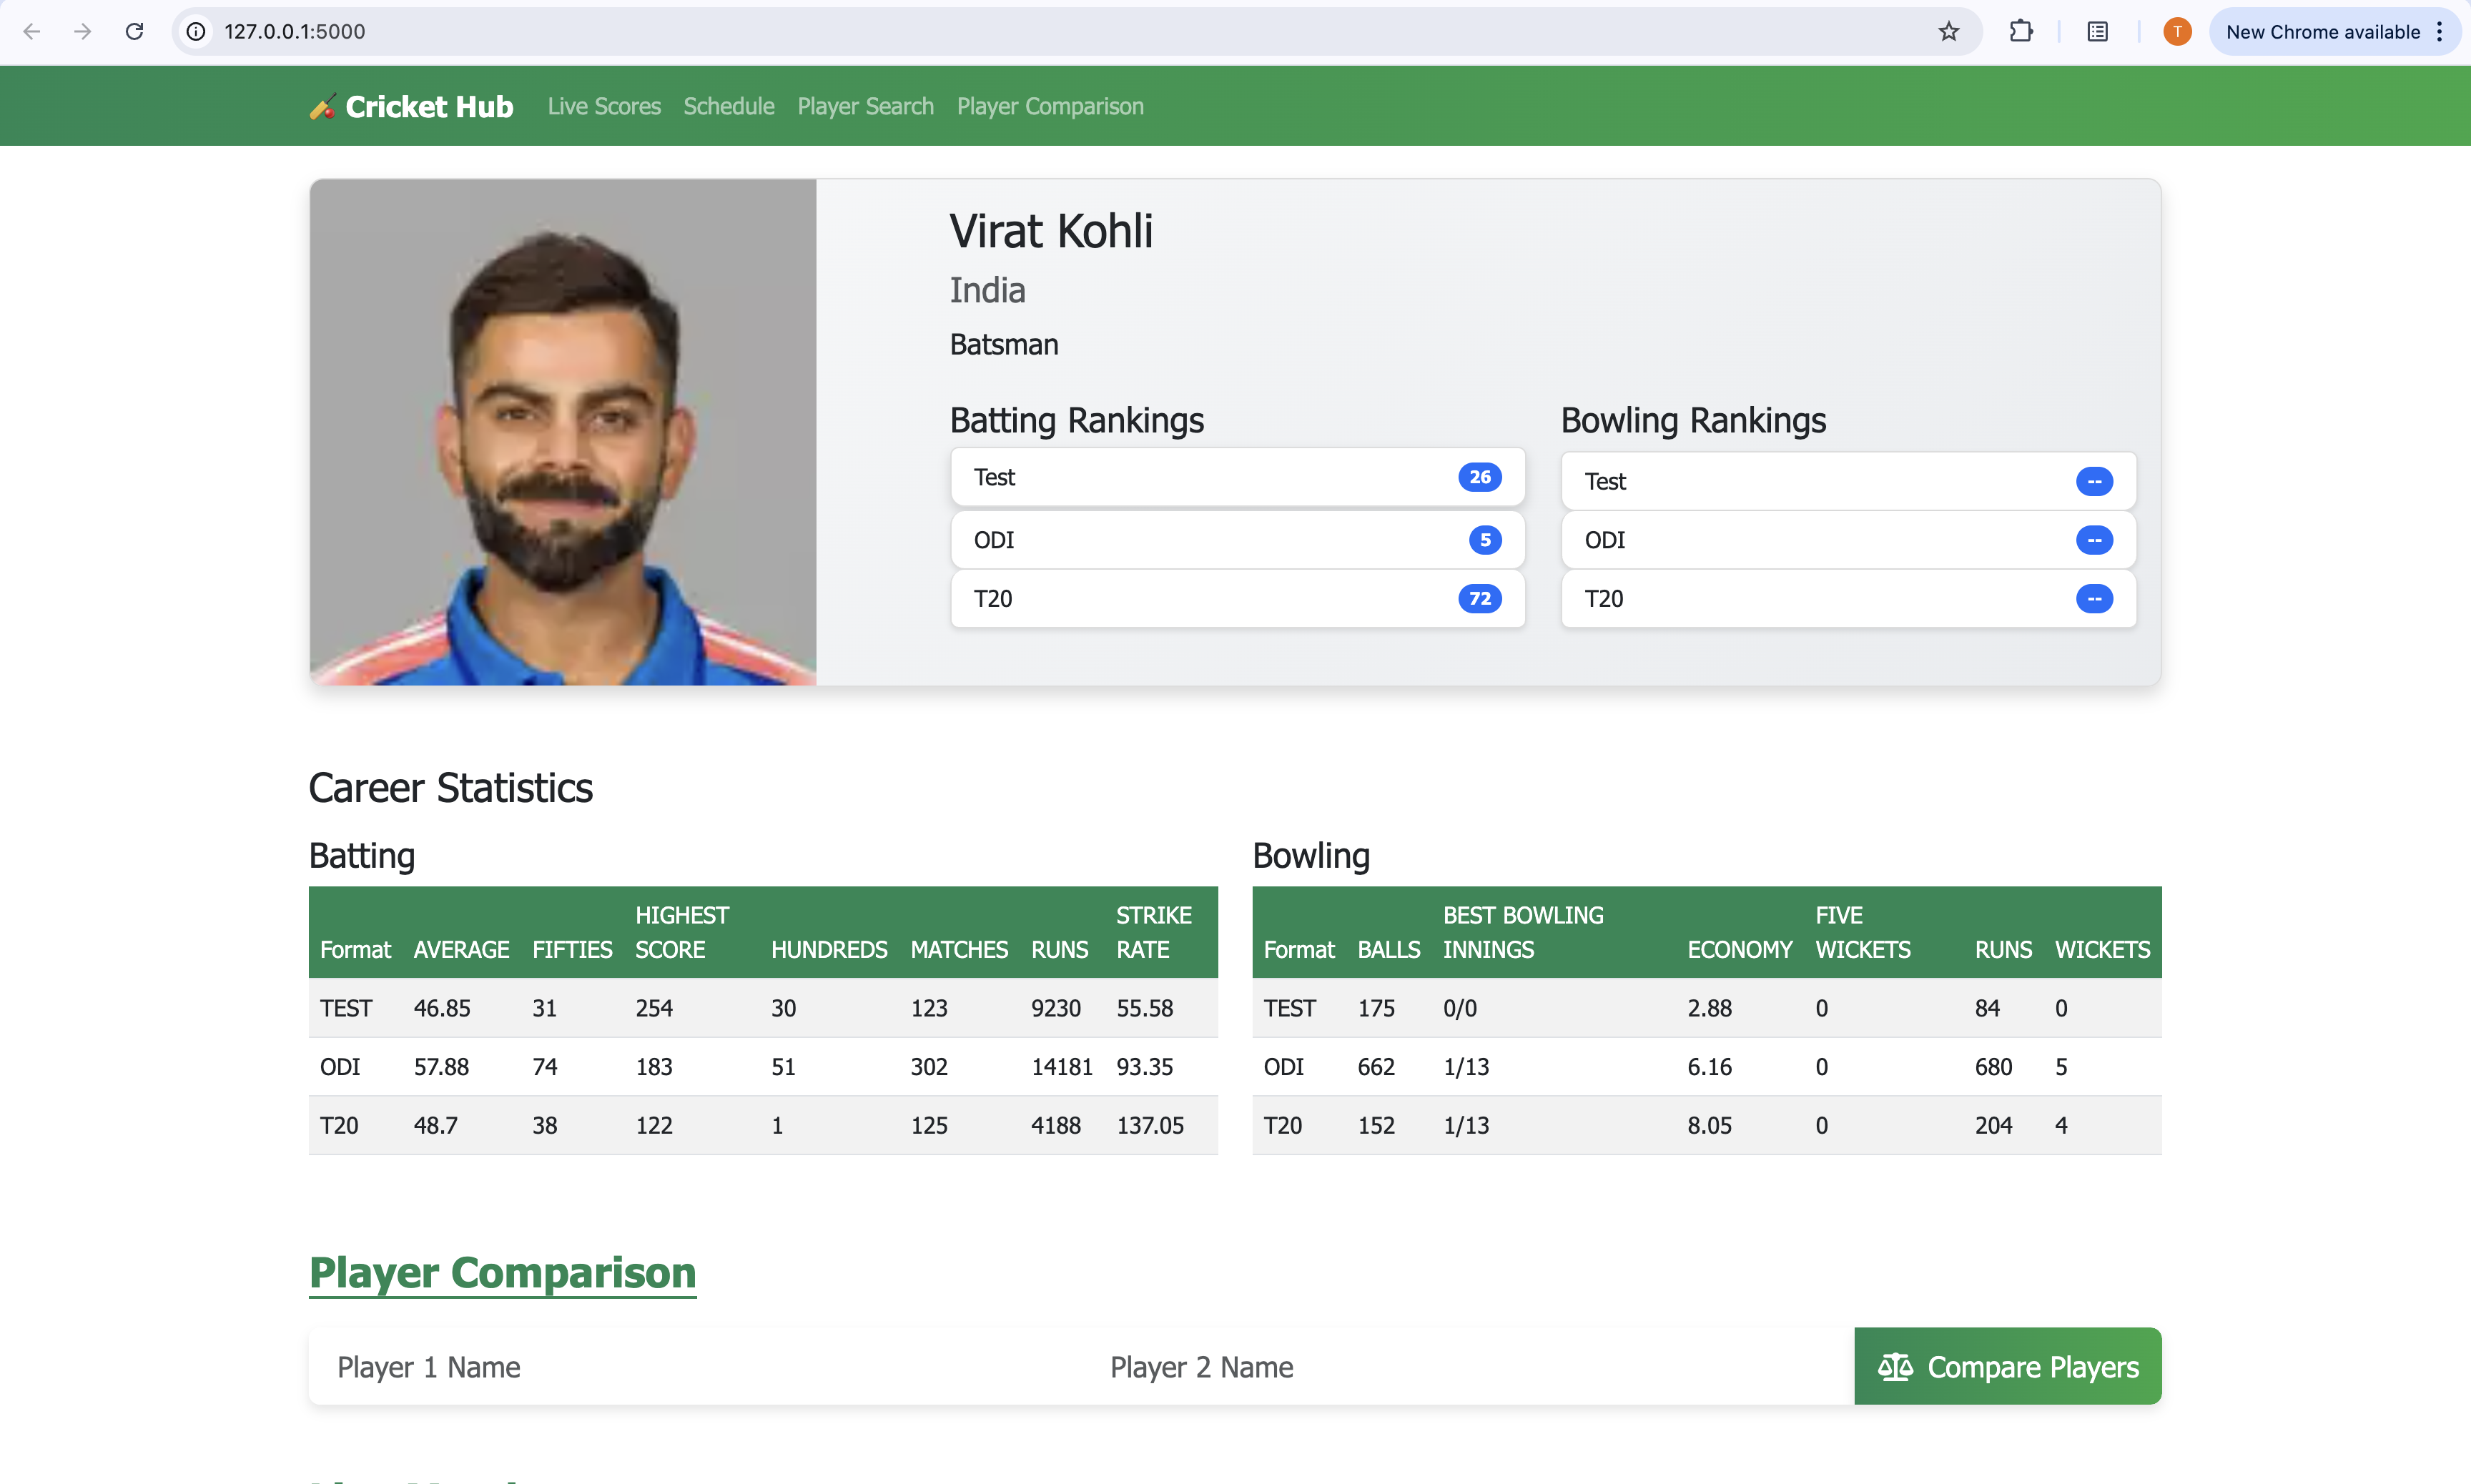 127.0.0.1:5000
T
New Chrome available
Cricket Hub Live Scores Schedule Player Search Player Comparison
Virat Kohli
India
Batsman
Batting Rankings
Test 26
ODI 5
T20 72
Bowling Rankings
Test --
ODI --
T20 --
Career Statistics
Batting
Format AVERAGE FIFTIES HIGHEST SCORE HUNDREDS MATCHES RUNS STRIKE RATE
TEST 46.85 31 254 30 123 9230 55.58
ODI 57.88 74 183 51 302 14181 93.35
T20 48.7 38 122 1 125 4188 137.05
Bowling
Format BALLS BEST BOWLING INNINGS ECONOMY FIVE WICKETS RUNS WICKETS
TEST 175 0/0 2.88 0 84 0
ODI 662 1/13 6.16 0 680 5
T20 152 1/13 8.05 0 204 4
Player Comparison
Player 1 Name Player 2 Name Compare Players